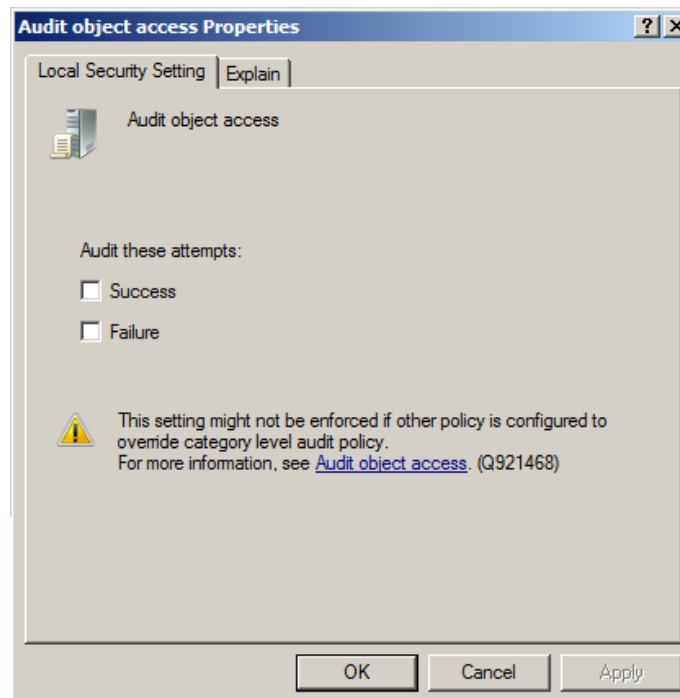 Audit object access Properties
Local Security Setting
Explain
Audit object access
Audit these attempts:
Success
Failure
This setting might not be enforced if other policy is configured to
override category level audit policy.
For more information, see Audit object access. (Q921468)
OK
Cancel
Apply